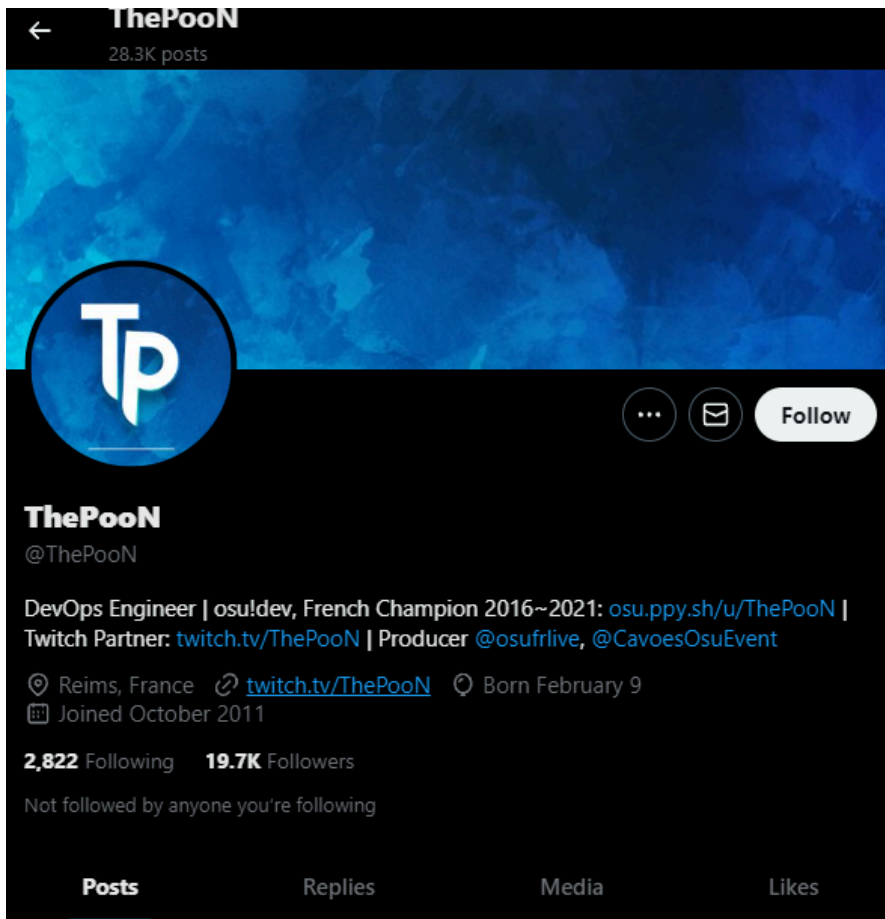 ThePooN
28.3K posts
TP
Follow
ThePooN
@ThePooN
DevOps Engineer | osu!dev, French Champion 2016~2021: osu.ppy.sh/u/ThePooN |
Twitch Partner: twitch.tv/ThePooN | Producer @osufrlive, @CavoesOsuEvent
Reims, France twitch.tv/ThePooN Born February 9
Joined October 2011
2,822 Following 19.7K Followers
Not followed by anyone you're following
Posts Replies Media Likes